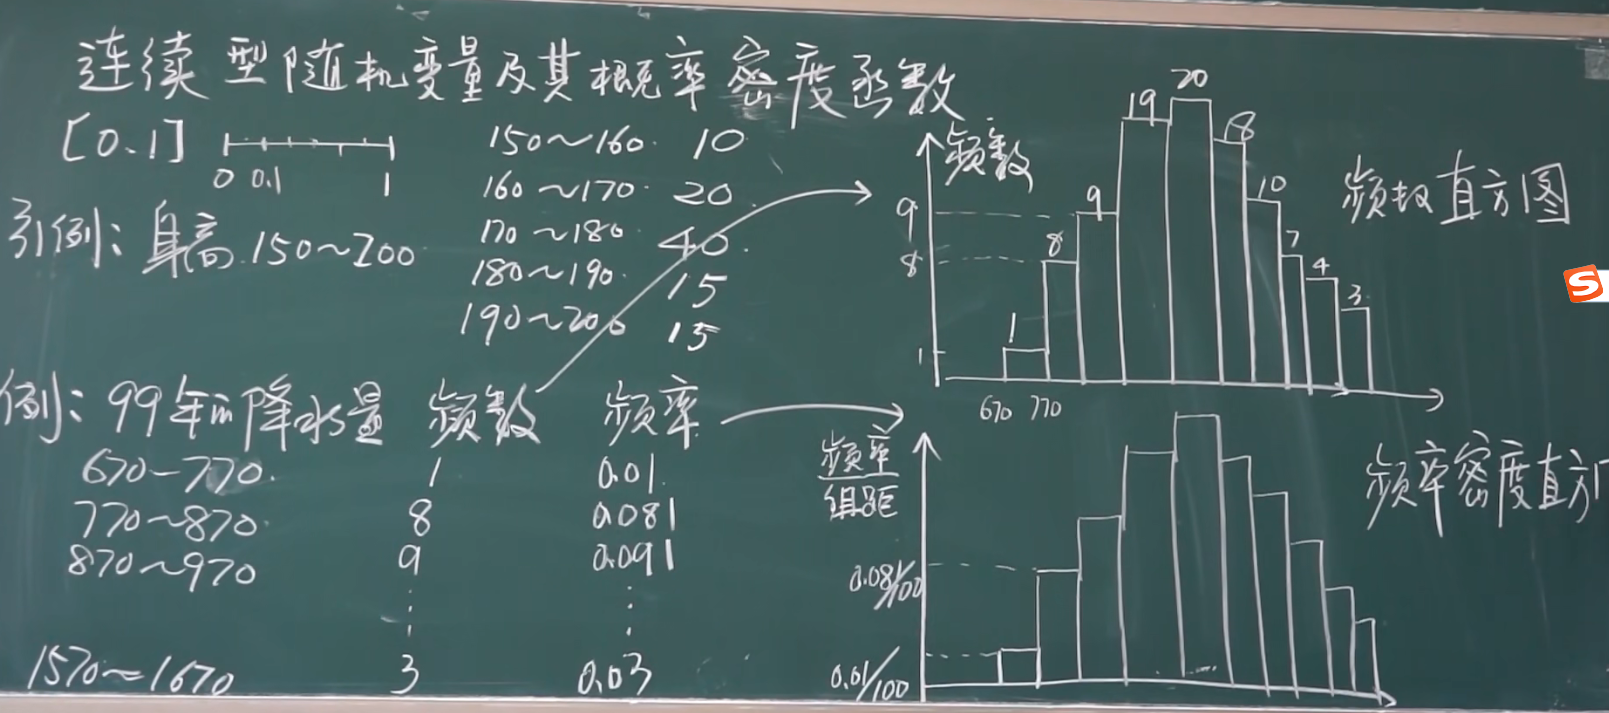 连续型随机变量及其概率密度函数
[0.1]
0 0.1 1
引例：身高 150~200
150~160 10
160~170 20
170~180 40
180~190 15
190~200 15
例：99年的降水量 频数 频率
670-770 1 0.01
770~870 8 0.081
870~970 9 0.091
⋮ ⋮
1570~1670 3 0.03
频数
9
8
1
1 8 9 19 20 18 10 7 4 3
670 770
频数直方图
频率
组距
0.081/100
0.01/100
频率密度直方
S